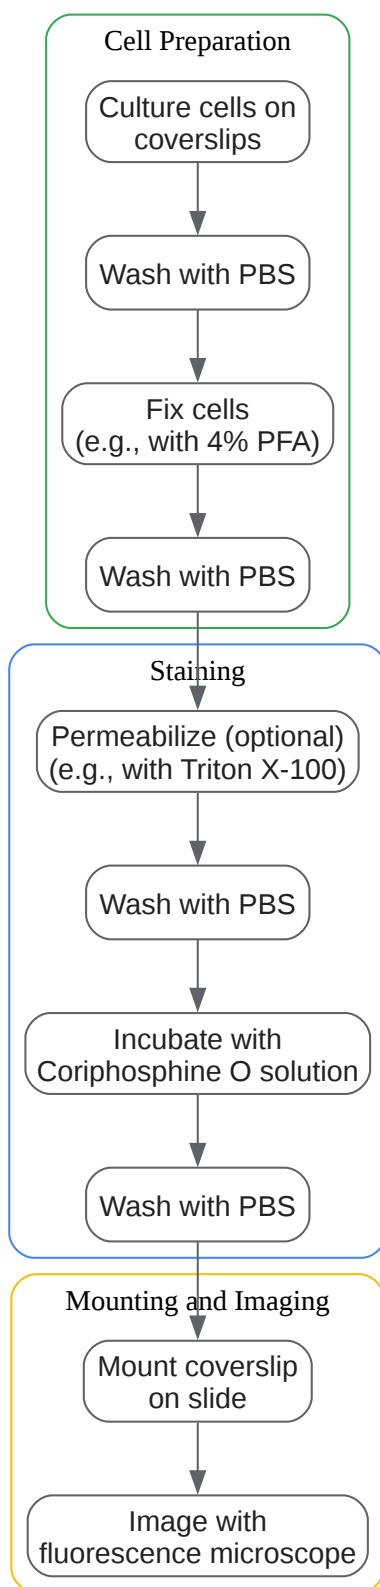 Cell Preparation
Culture cells on
coverslips
Wash with PBS
Fix cells
(e.g., with 4% PFA)
Wash with PBS
Staining
Permeabilize (optional)
(e.g., with Triton X-100)
Wash with PBS
Incubate with
Coriphosphine O solution
Wash with PBS
Mounting and Imaging
Mount coverslip
on slide
Image with
fluorescence microscope